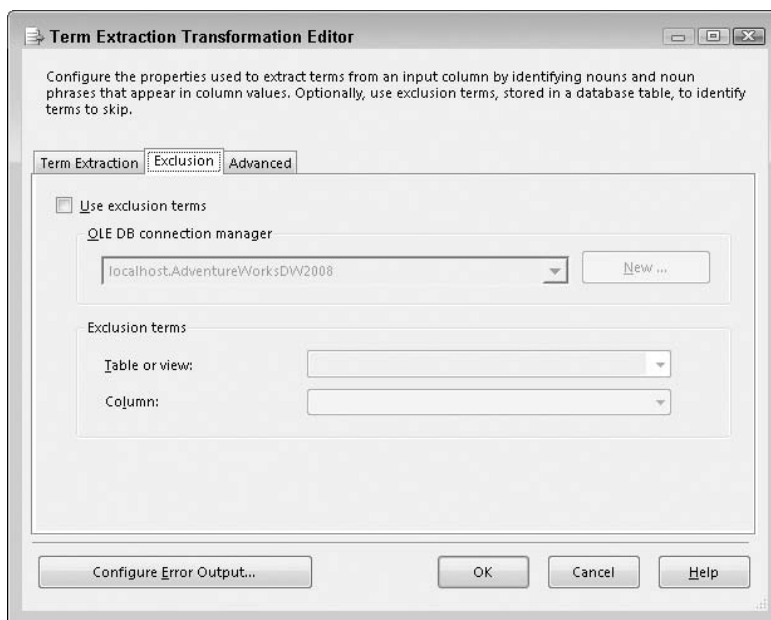 Term Extraction Transformation Editor
Configure the properties used to extract terms from an input column by identifying nouns and noun
phrases that appear in column values. Optionally, use exclusion terms, stored in a database table, to identify
terms to skip.
Term Extraction Exclusion Advanced
Use exclusion terms
OLE DB connection manager
localhost.AdventureWorksDW2008
New ...
Exclusion terms
Table or view:
Column:
Configure Error Output... OK Cancel Help